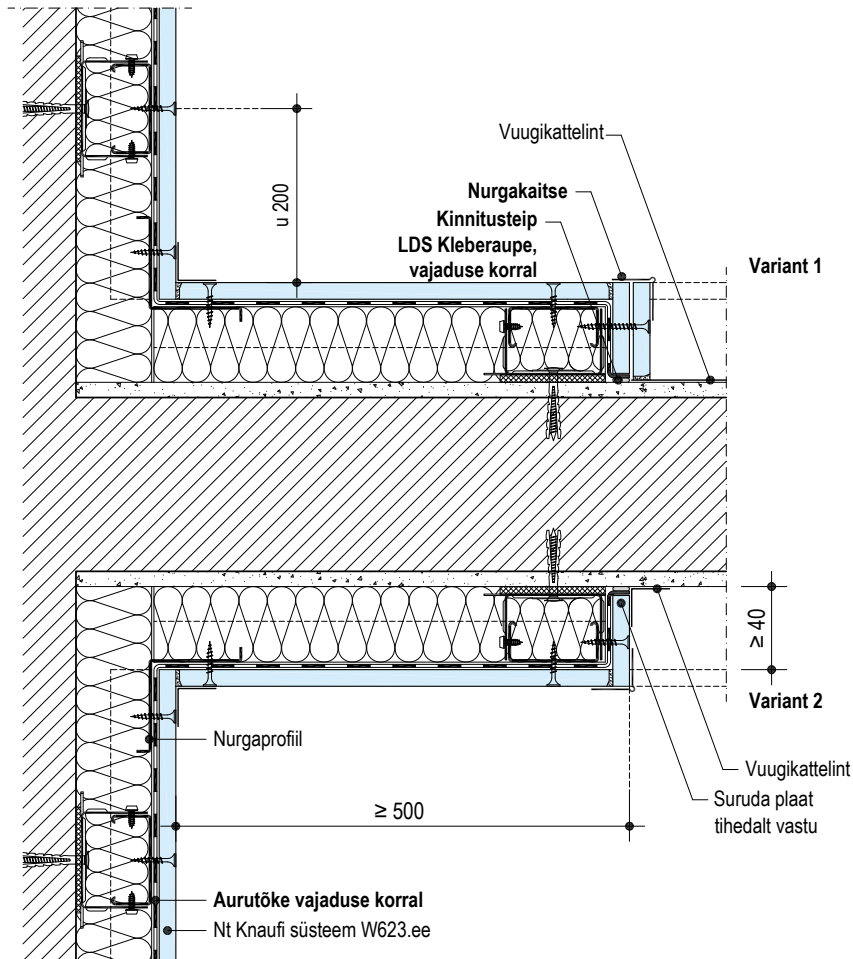 Vuugikattelint
Nurgakaitse
Kinnitusteip
LDS Kleberaupe,
vajaduse korral
Variant 1
u 200
≥ 40
Variant 2
Nurgaprofiil
Vuugikattelint
Suruda plaat
tihedalt vastu
≥ 500
Aurutõke vajaduse korral
Nt Knaufi süsteem W623.ee